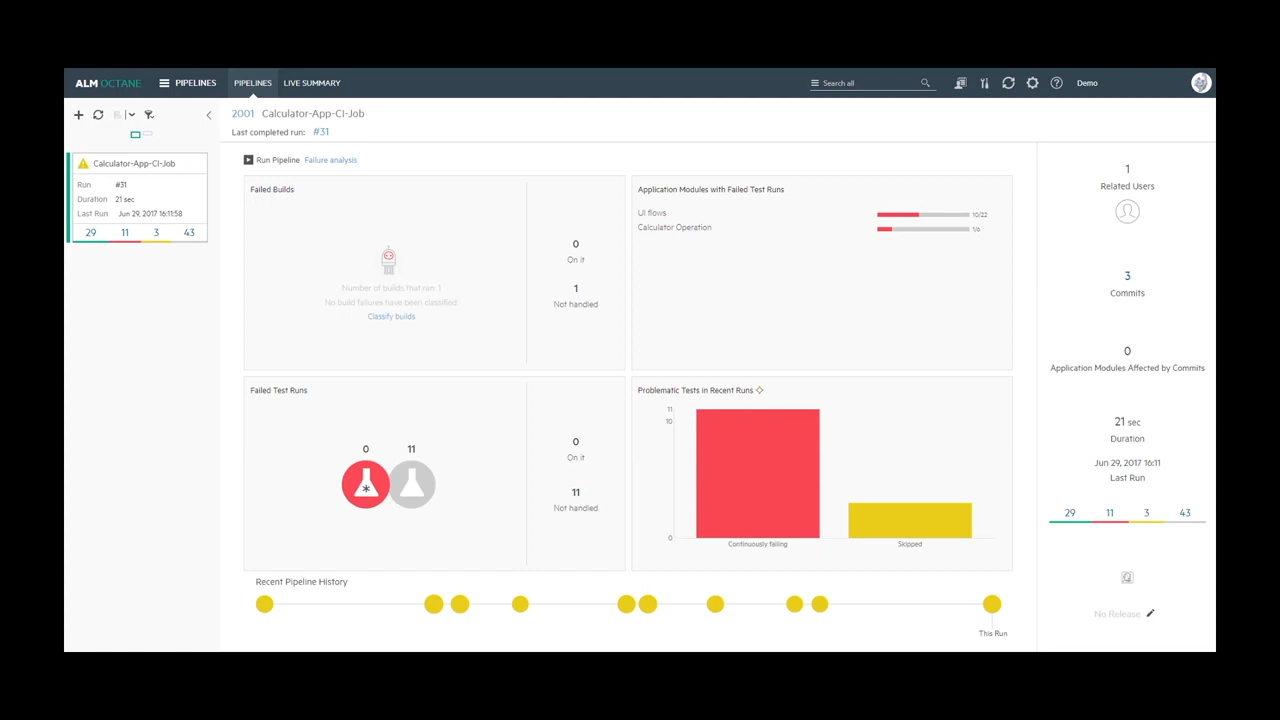 ALM OCTANE PIPELINES PIPELINES LIVE SUMMARY Search all Demo
2001 Calculator-App-CI-Job
Last completed run: #31
Calculator-App-CI-Job
Run #31
Duration 21 sec
Last Run Jun 29, 2017 16:11:58
29 11 3 43
Run Pipeline Failure analysis
Failed Builds
Number of builds that ran: 1
No build failures have been classified.
Classify builds
0
On it
1
Not handled
Application Modules with Failed Test Runs
UI flows 10/22
Calculator Operation 1/6
Failed Test Runs
0 11
0
On it
11
Not handled
Problematic Tests in Recent Runs
11
10
0
Continuously failing Skipped
Recent Pipeline History
This Run
1
Related Users
3
Commits
0
Application Modules Affected by Commits
21 sec
Duration
Jun 29, 2017 16:11
Last Run
29 11 3 43
No Release